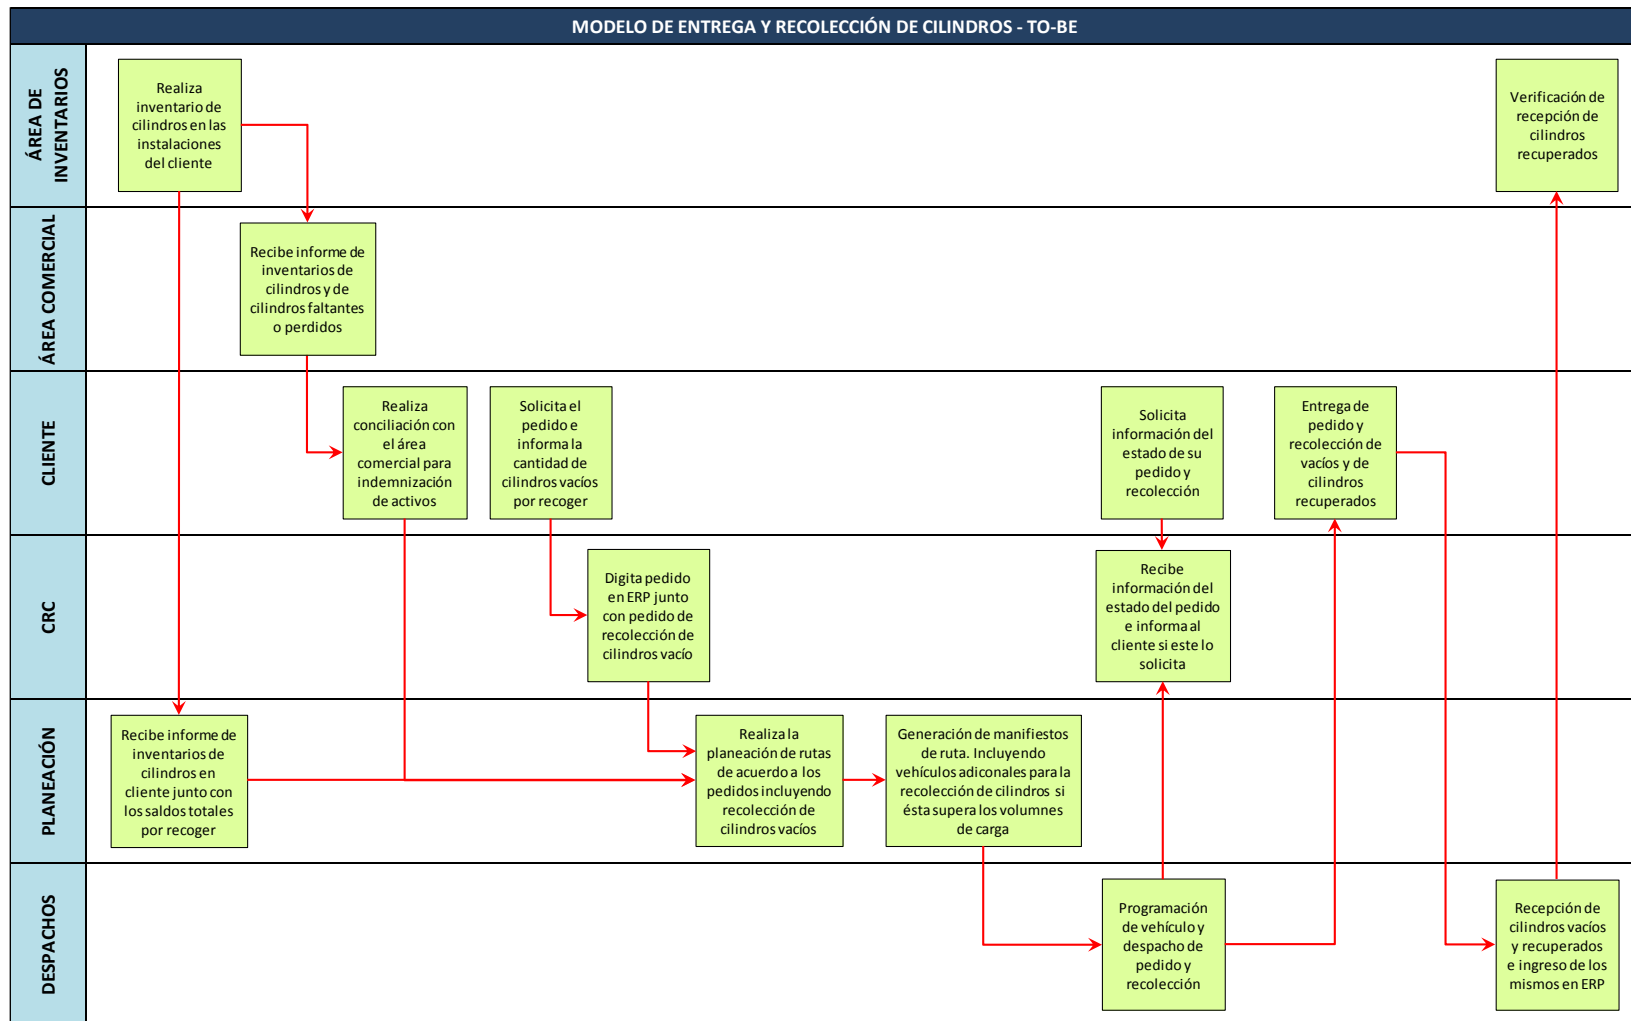 MODELO DE ENTREGA Y RECOLECCIÓN DE CILINDROS - TO-BE
ÁREA DE
INVENTARIOS
Realiza
inventario de
cilindros en las
instalaciones
del cliente
Verificación de
recepción de
cilindros
recuperados
ÁREA COMERCIAL
Recibe informe de
inventarios de
cilindros y de
cilindros faltantes
o perdidos
CLIENTE
Realiza
conciliación con
el área
comercial para
indemnización
de activos
Solicita el
pedido e
informa la
cantidad de
cilindros vacíos
por recoger
Solicita
información del
estado de su
pedido y
recolección
Entrega de
pedido y
recolección de
vacíos y de
cilindros
recuperados
CRC
Digita pedido
en ERP junto
con pedido de
recolección de
cilindros vacío
Recibe
información del
estado del pedido
e informa al
cliente si este lo
solicita
PLANEACIÓN
Recibe informe de
inventarios de
cilindros en
cliente junto con
los saldos totales
por recoger
Realiza la
planeación de rutas
de acuerdo a los
pedidos incluyendo
recolección de
cilindros vacíos
Generación de manifiestos
de ruta. Incluyendo
vehículos adiconales para la
recolección de cilindros si
ésta supera los volumnes
de carga
DESPACHOS
Programación
de vehículo y
despacho de
pedido y
recolección
Recepción de
cilindros vacíos
y recuperados
e ingreso de los
mismos en ERP